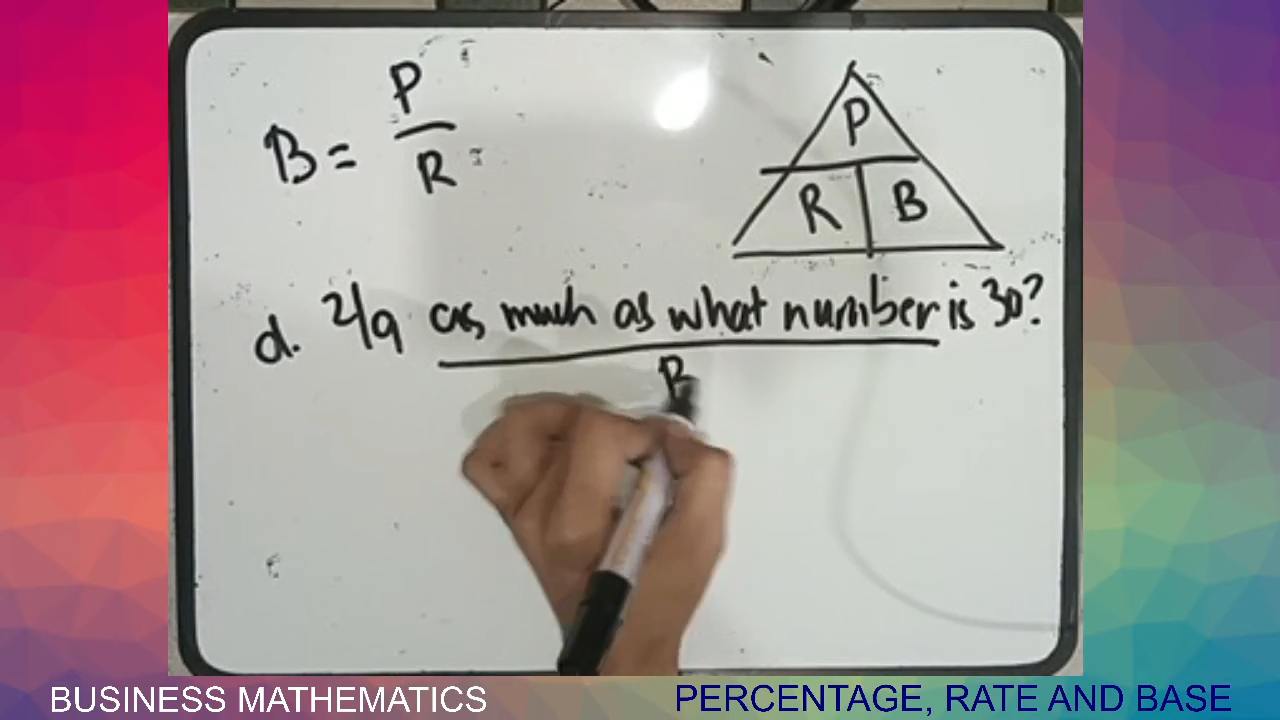 B = P
R
P
R B
d. 2/9 as much as what number is 30?
B
BUSINESS MATHEMATICS PERCENTAGE, RATE AND BASE